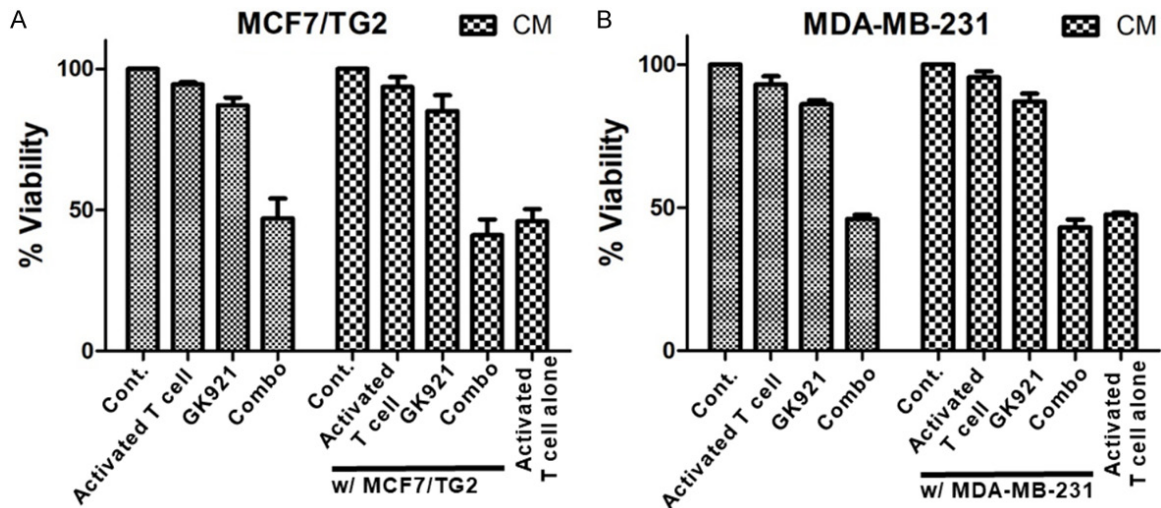 A
MCF7/TG2
CM
% Viability
100
50
0
Cont.
Activated T cell
GK921
Combo
Cont.
Activated
T cell
GK921
Combo
Activated
T cell alone
w/ MCF7/TG2
B
MDA-MB-231
CM
% Viability
100
50
0
Cont.
Activated T cell
GK921
Combo
Cont.
Activated
T cell
GK921
Combo
Activated
T cell alone
w/ MDA-MB-231